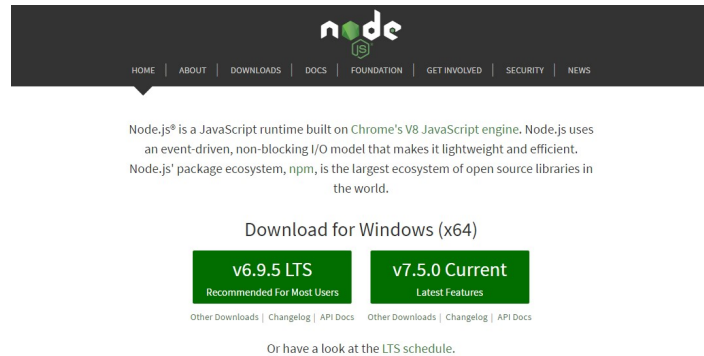 node
JS
HOME ABOUT DOWNLOADS DOCS FOUNDATION GET INVOLVED SECURITY NEWS
Node.js® is a JavaScript runtime built on Chrome's V8 JavaScript engine. Node.js uses
an event-driven, non-blocking I/O model that makes it lightweight and efficient.
Node.js' package ecosystem, npm, is the largest ecosystem of open source libraries in
the world.
Download for Windows (x64)
v6.9.5 LTS
Recommended For Most Users
v7.5.0 Current
Latest Features
Other Downloads | Changelog | API Docs
Other Downloads | Changelog | API Docs
Or have a look at the LTS schedule.